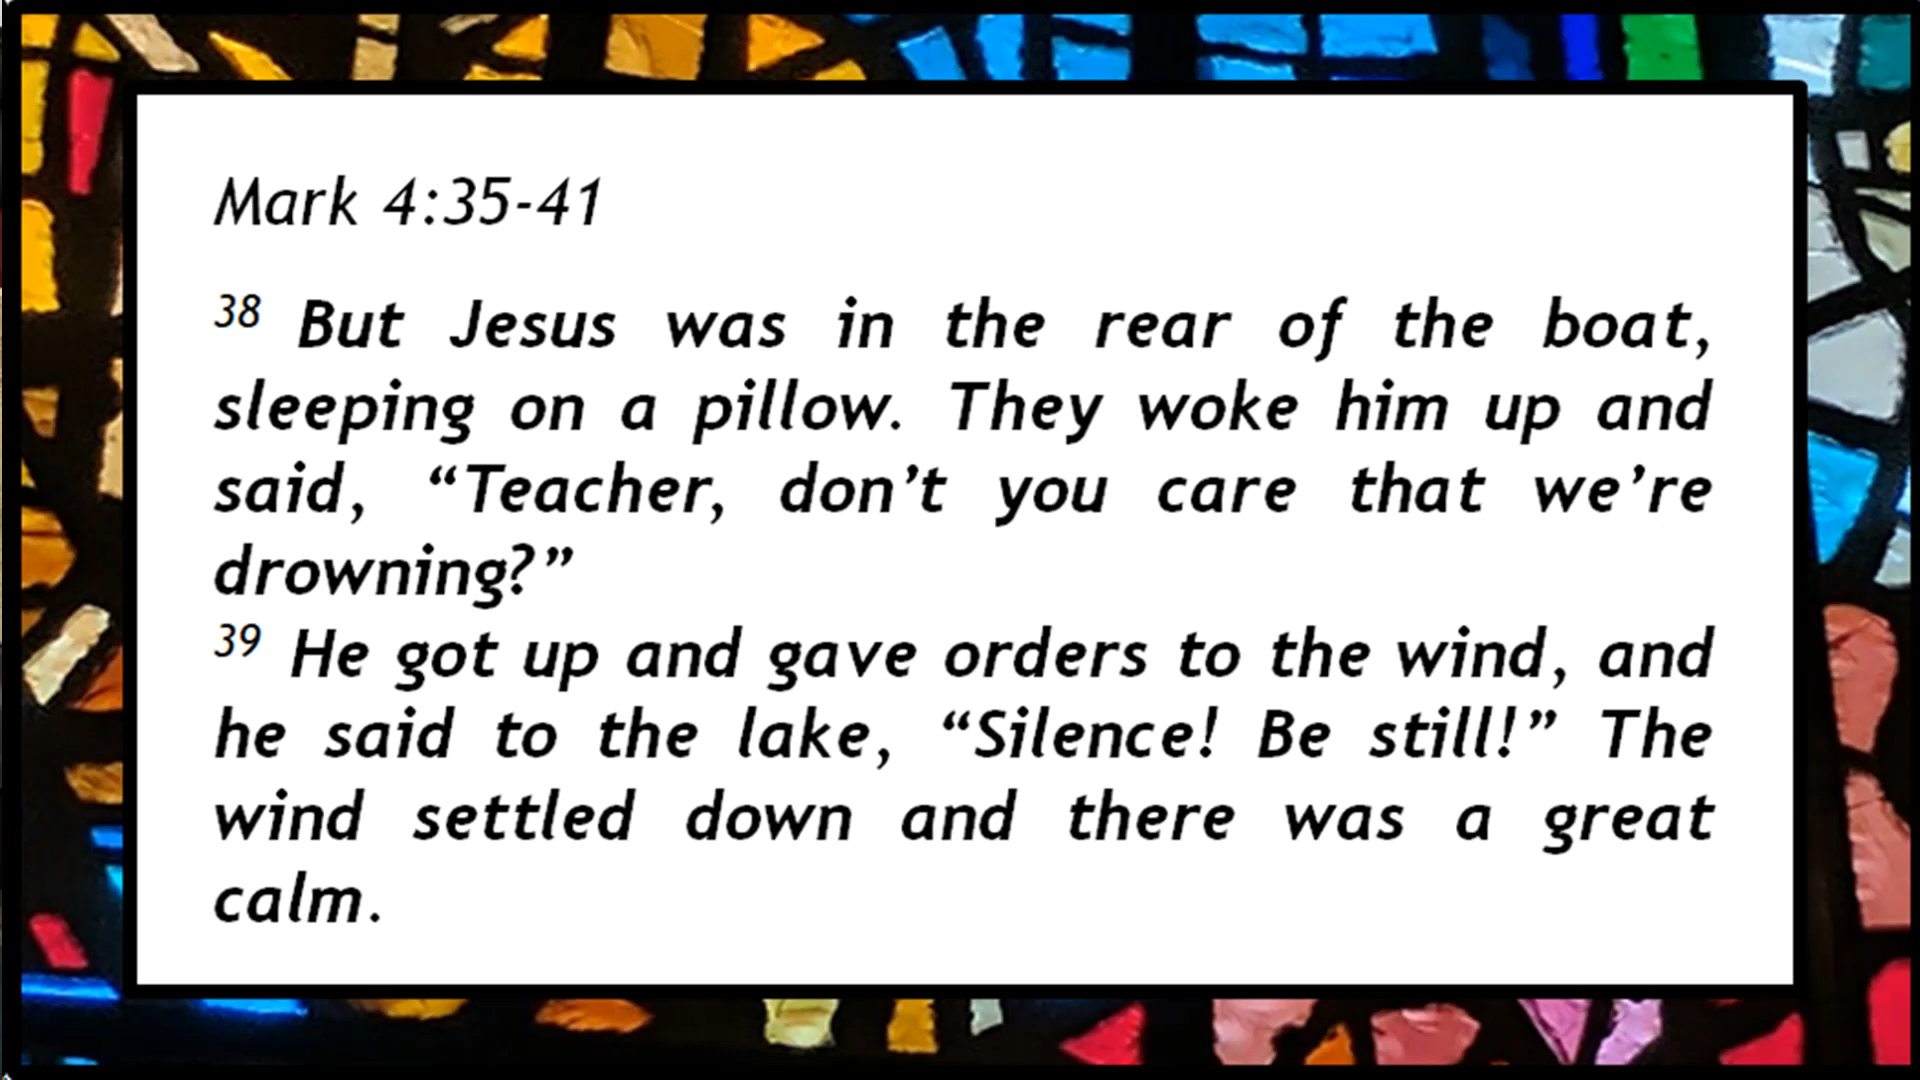 Mark 4:35-41
38 But Jesus was in the rear of the boat,
sleeping on a pillow. They woke him up and
said, “Teacher, don’t you care that we’re
drowning?”
39 He got up and gave orders to the wind, and
he said to the lake, “Silence! Be still!” The
wind settled down and there was a great
calm.